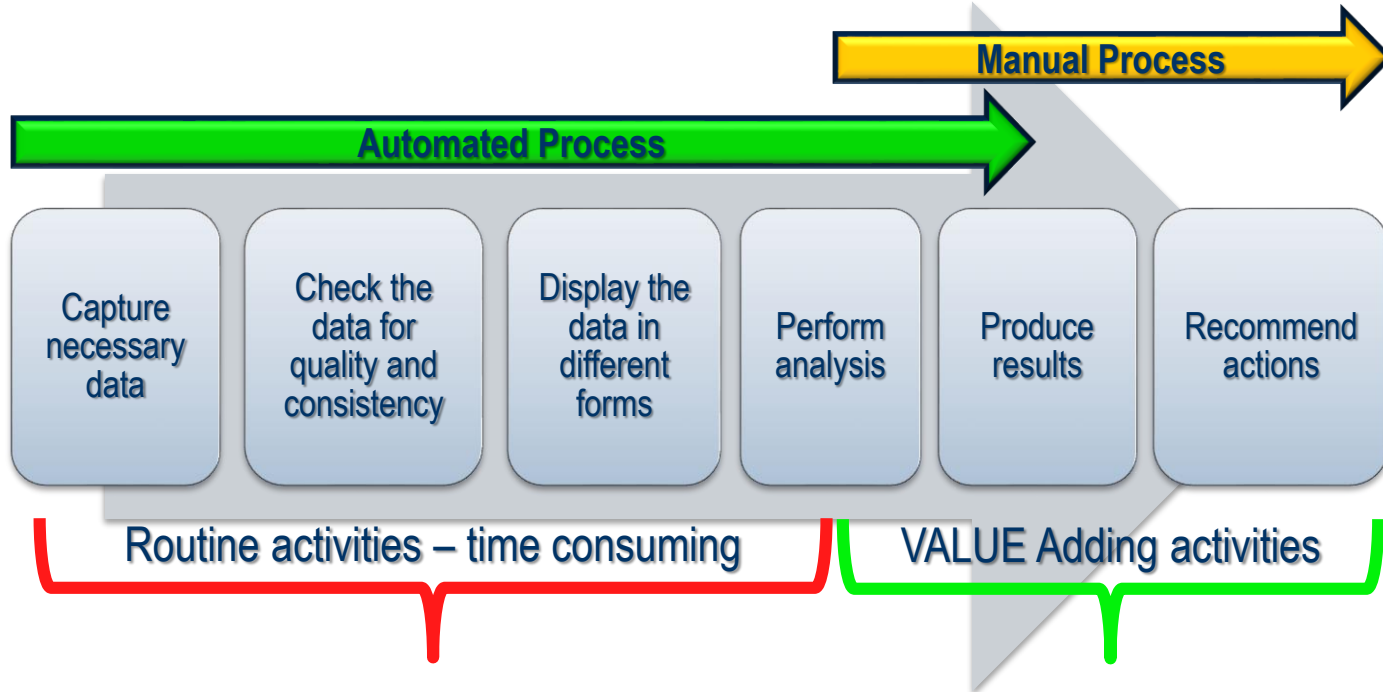 Manual Process
Automated Process
Capture
necessary
data
Check the
data for
quality and
consistency
Display the
data in
different
forms
Perform
analysis
Produce
results
Recommend
actions
Routine activities – time consuming
VALUE Adding activities